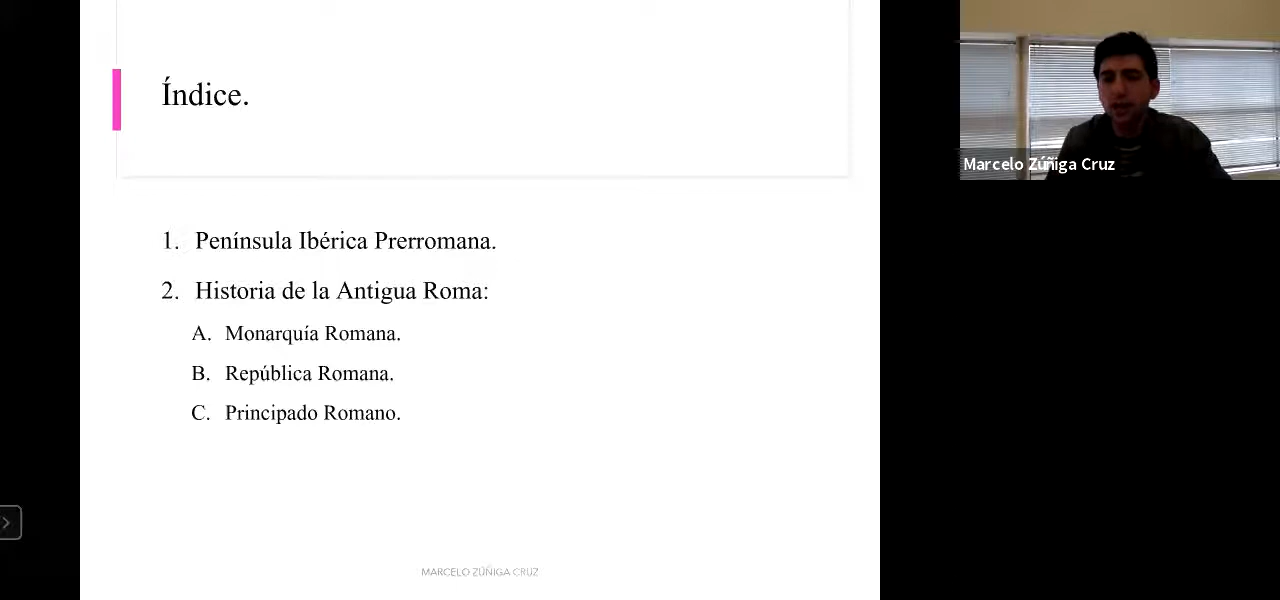 Índice.
1. Península Ibérica Prerromana.
2. Historia de la Antigua Roma:
A. Monarquía Romana.
B. República Romana.
C. Principado Romano.
MARCELO ZÚÑIGA CRUZ
Marcelo Zúñiga Cruz